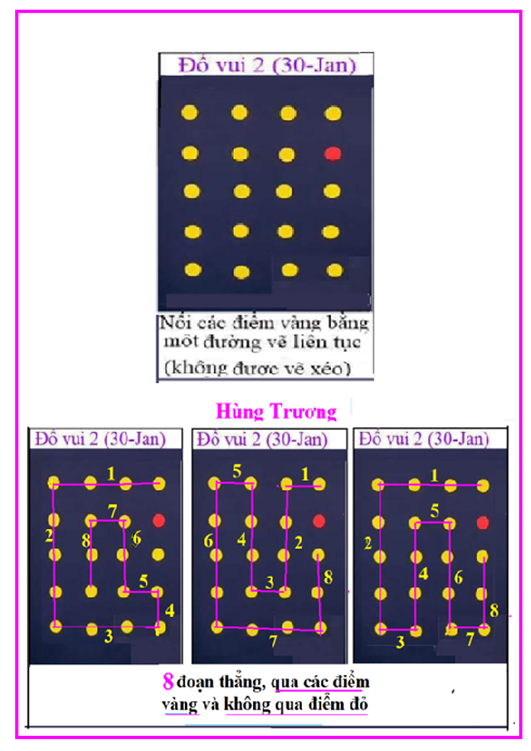 Đố vui 2 (30-Jan)
Nối các điểm vàng bằng
một đường vẽ liên tục
(không được vẽ xéo)
Hùng Trương
Đố vui 2 (30-Jan)
1
7
2
8
6
5
4
3
Đố vui 2 (30-Jan)
5
1
6
4
2
3
8
7
Đố vui 2 (30-Jan)
1
5
2
4
6
8
3
7
8 đoạn thẳng, qua các điểm
vàng và không qua điểm đỏ